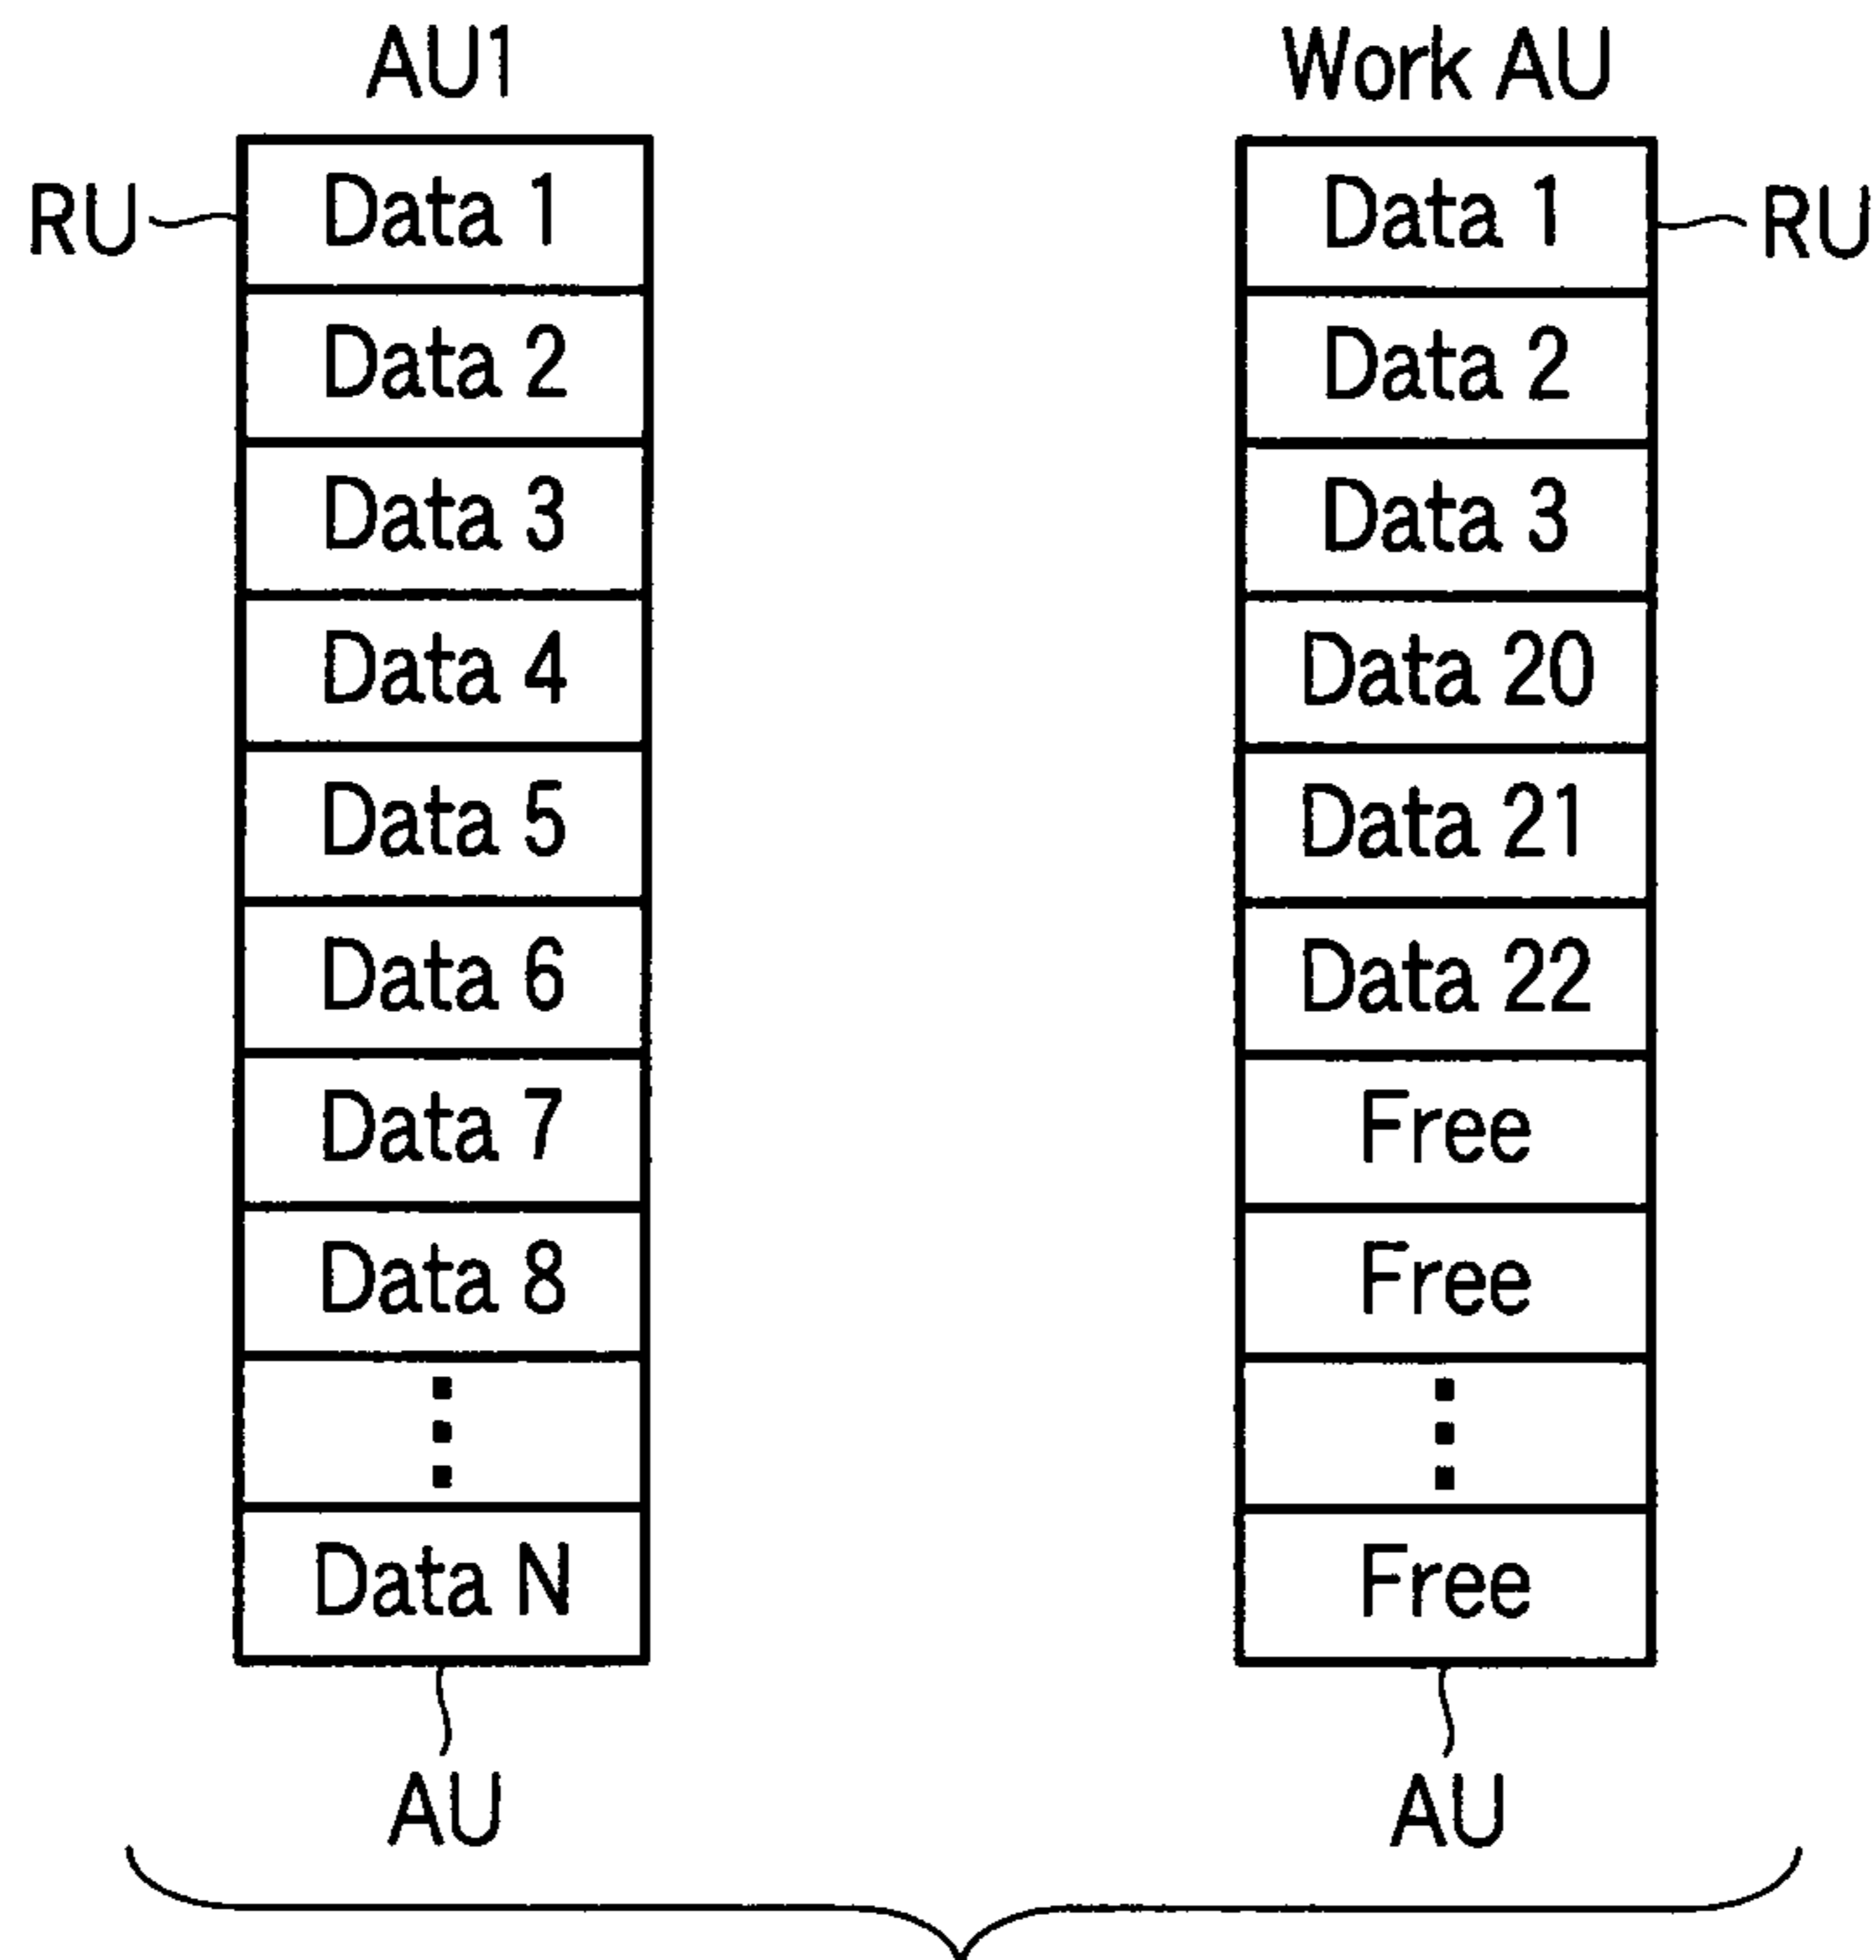 AU1
RU
Data 1
Data 2
Data 3
Data 4
Data 5
Data 6
Data 7
Data 8
Data N
AU
Work AU
Data 1
RU
Data 2
Data 3
Data 20
Data 21
Data 22
Free
Free
Free
AU